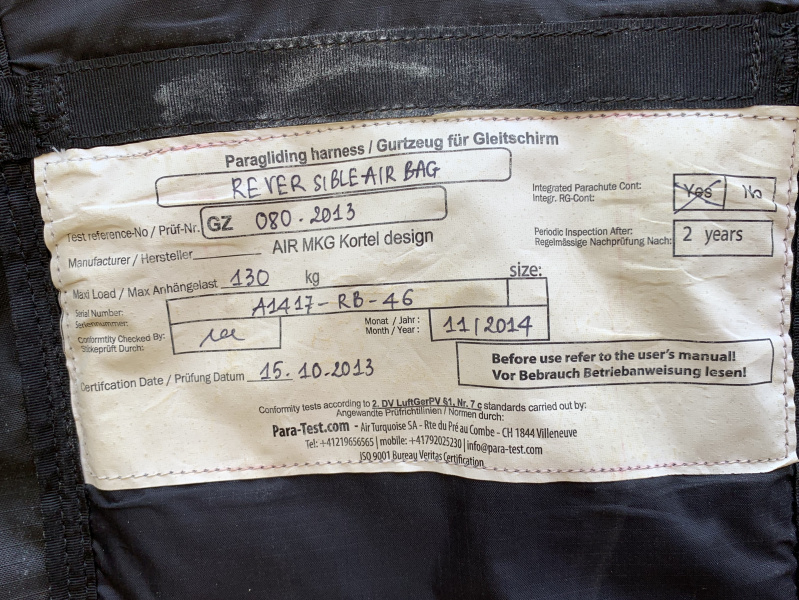 Paragliding harness / Gurtzeug für Gleitschirm
REVERSIBLE AIR BAG
Integrated Parachute Cont:
Integr. RG-Cont:
Yes No
Test reference-No / Prüf-Nr. GZ 080-2013
Manufacturer / Hersteller AIR MKG Kortel design
Periodic Inspection After:
Regelmässige Nachprüfung Nach:
2 years
Maxi Load / Max Anhängelast 130 kg
size:
Serial Number:
Seriennummer:
A1417-RB-46
Conformtity Checked By:
Stükeprüft Durch:
Monat / Jahr:
Month / Year:
11/2014
Certifcation Date / Prüfung Datum 15.10.2013
Before use refer to the user's manual!
Vor Bebrauch Betriebanweisung lesen!
Conformity tests according to 2. DV LuftGerPV §1, Nr. 7 c standards carried out by:
Angewandte Prüfrichtlinien / Normen durch:
Para-Test.com - Air Turquoise SA - Rte du Pré au Combe - CH 1844 Villeneuve
Tel: +41219656565 | mobile: +41792025230 | info@para-test.com
ISO 9001 Bureau Veritas Certification